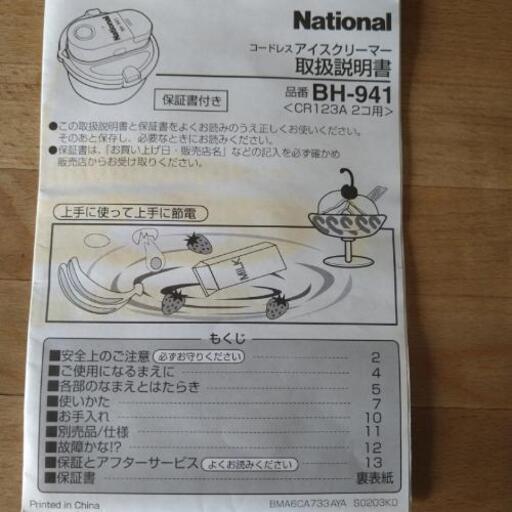 National
コードレス アイスクリーマー
取扱説明書
保証書付き
品番 BH-941
<CR123A 2コ用>
●この取扱説明書と保証書をよくお読みのうえ正しくお使いください。
そのあと保存し、必要なときにお読みください。
●保証書は、「お買い上げ日・販売店名」などの記入を必ず確かめ
販売店からお受け取りください。
上手に使って上手に節電
MILK
もくじ
■安全上のご注意 必ずお守りください 2
■ご使用になるまえに 4
■各部のなまえとはたらき 5
■使いかた 7
■お手入れ 10
■別売品/仕様 11
■故障かな!? 12
■保証とアフターサービス よくお読みください 13
■保証書 裏表紙
Printed in China
BMA6CA733AYA S0203KD